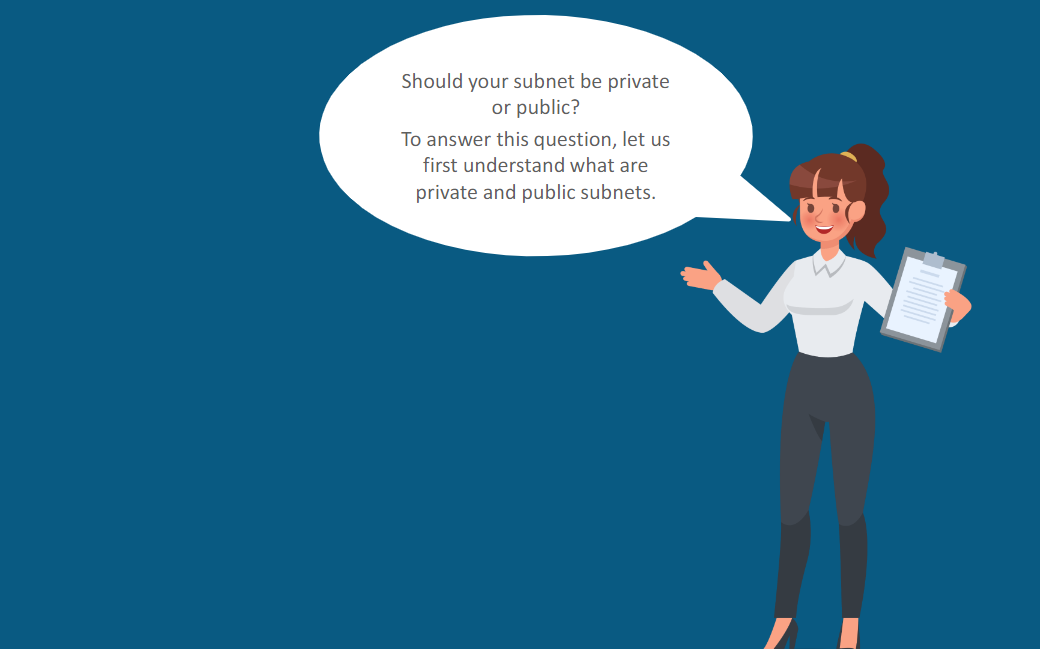 Should your subnet be private
or public?
To answer this question, let us
first understand what are
private and public subnets.